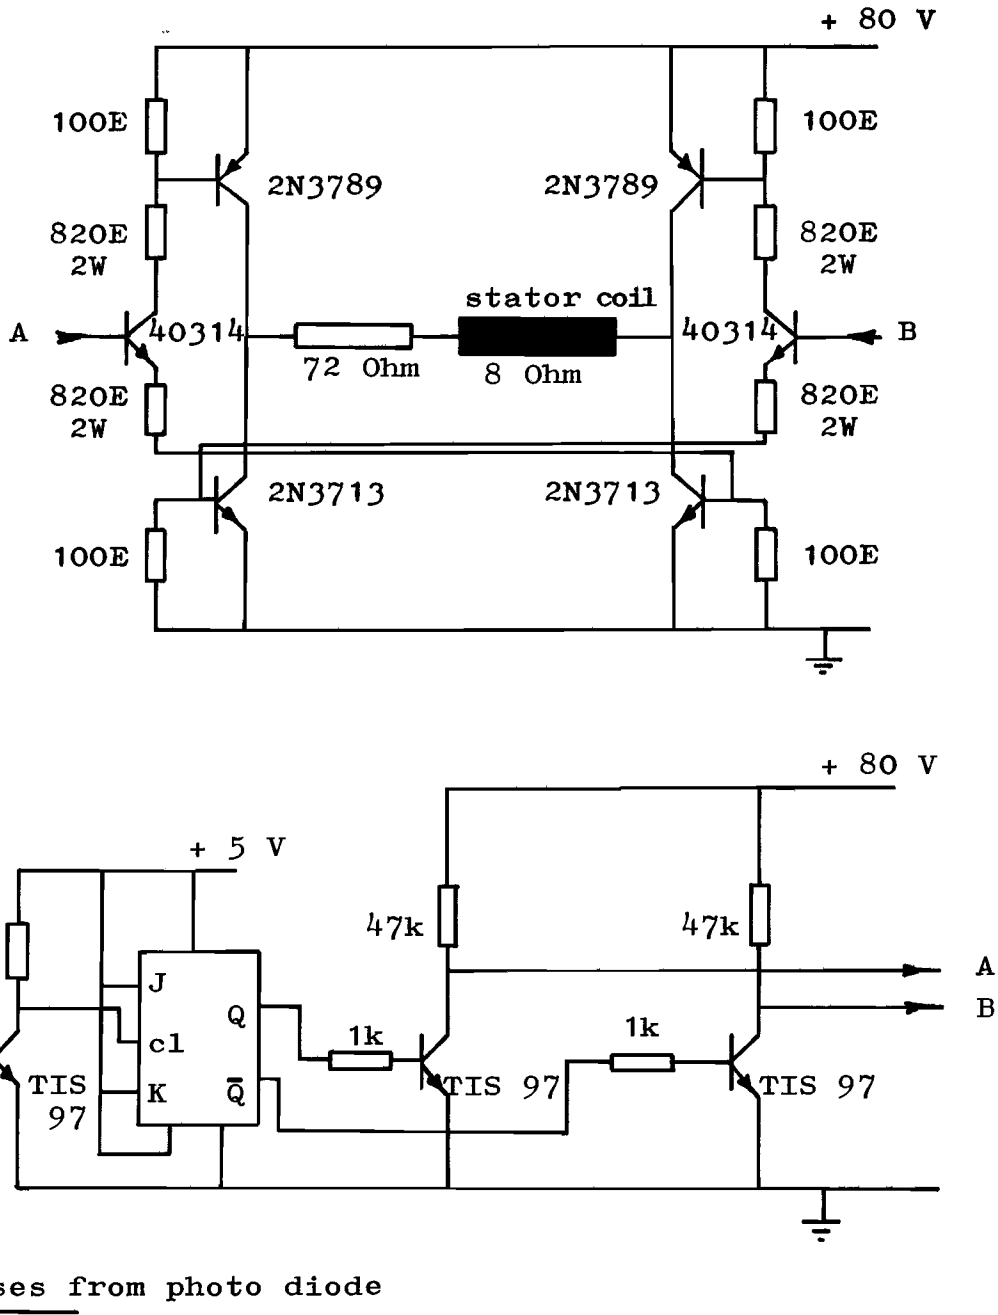 + 80 V
100E
100E
2N3789
2N3789
820E
2W
820E
2W
stator coil
A
40314
40314
B
72 Ohm
8 Ohm
820E
2W
820E
2W
2N3713
2N3713
100E
100E
+ 80 V
+ 5 V
47k
47k
A
J
Q
B
cl
1k
1k
TIS
97
K
Q̄
TIS 97
TIS 97
ses from photo diode